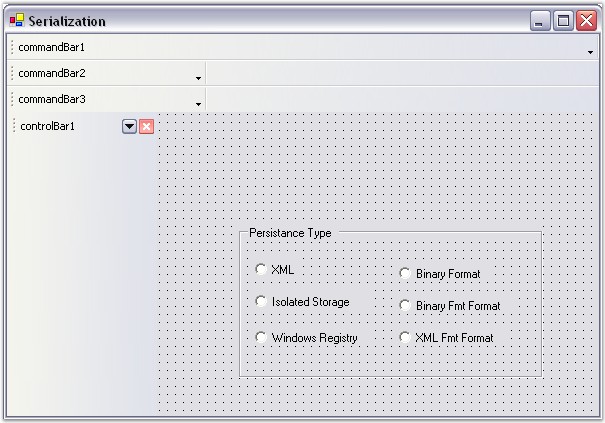 Serialization
commandBar1
commandBar2
commandBar3
controlBar1
Persistance Type
XML
Binary Format
Isolated Storage
Binary Fmt Format
Windows Registry
XML Fmt Format